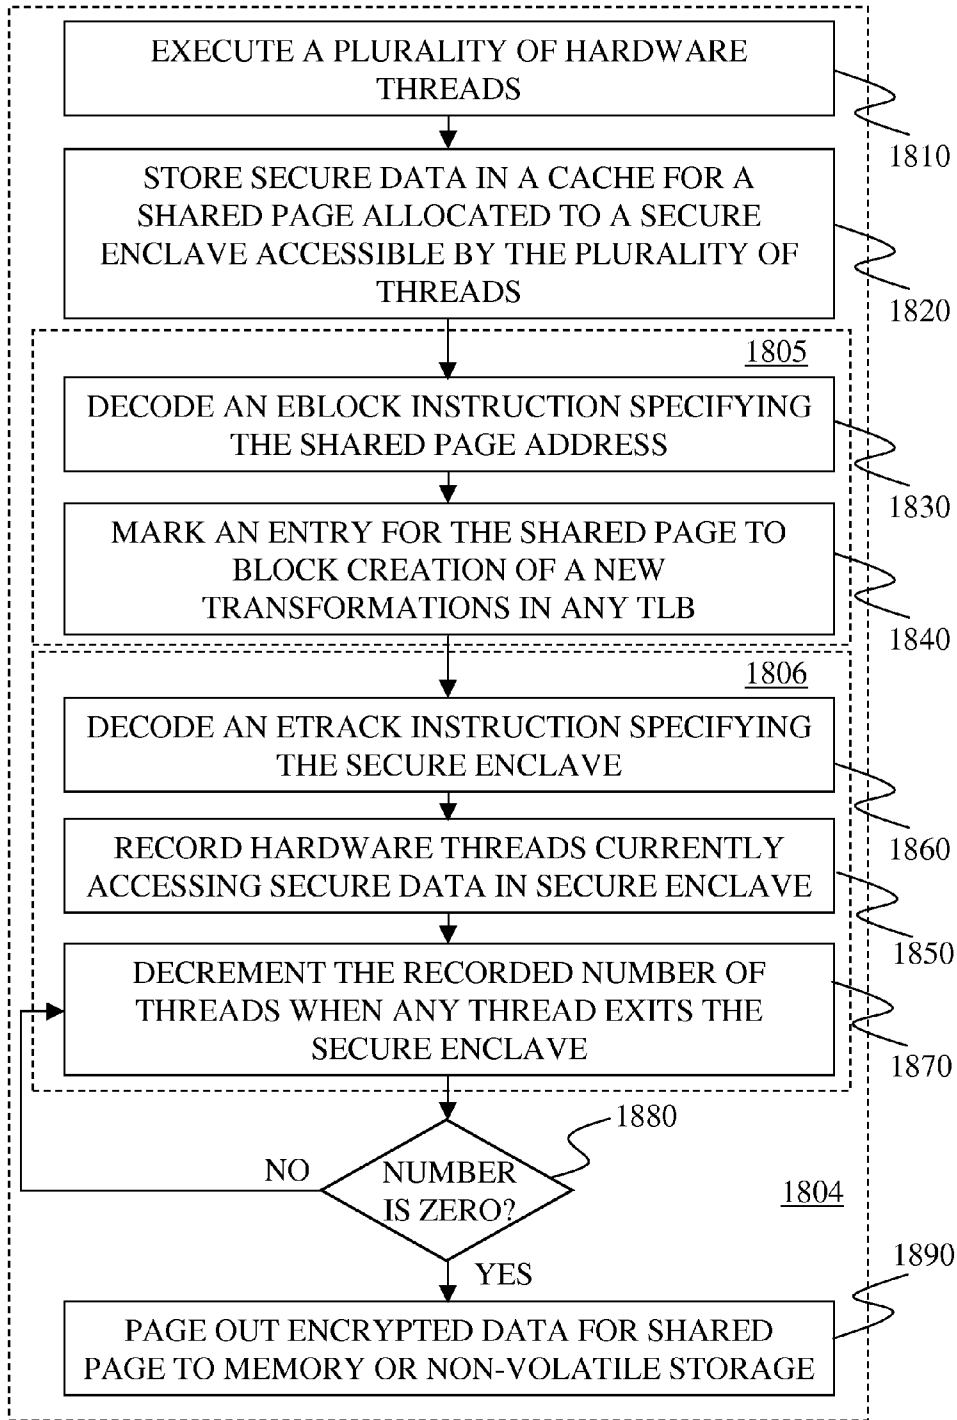 EXECUTE A PLURALITY OF HARDWARE
THREADS
1810
STORE SECURE DATA IN A CACHE FOR A
SHARED PAGE ALLOCATED TO A SECURE
ENCLAVE ACCESSIBLE BY THE PLURALITY OF
THREADS
1820
1805
DECODE AN EBLOCK INSTRUCTION SPECIFYING
THE SHARED PAGE ADDRESS
1830
MARK AN ENTRY FOR THE SHARED PAGE TO
BLOCK CREATION OF A NEW
TRANSFORMATIONS IN ANY TLB
1840
1806
DECODE AN ETRACK INSTRUCTION SPECIFYING
THE SECURE ENCLAVE
1860
RECORD HARDWARE THREADS CURRENTLY
ACCESSING SECURE DATA IN SECURE ENCLAVE
1850
DECREMENT THE RECORDED NUMBER OF
THREADS WHEN ANY THREAD EXITS THE
SECURE ENCLAVE
1870
1880
NO
NUMBER
IS ZERO?
1804
YES
1890
PAGE OUT ENCRYPTED DATA FOR SHARED
PAGE TO MEMORY OR NON-VOLATILE STORAGE